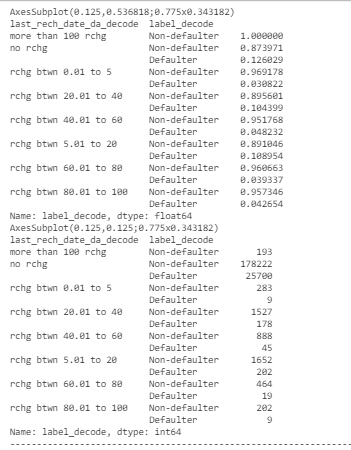 AxesSubplot(0.125,0.536818;0.775x0.343182)
last_rech_date_da_decode  label_decode
more than 100 rchg        Non-defaulter    1.000000
no rchg                   Non-defaulter    0.873971
                          Defaulter        0.126029
rchg btwn 0.01 to 5       Non-defaulter    0.969178
                          Defaulter        0.030822
rchg btwn 20.01 to 40     Non-defaulter    0.895601
                          Defaulter        0.104399
rchg btwn 40.01 to 60     Non-defaulter    0.951768
                          Defaulter        0.048232
rchg btwn 5.01 to 20      Non-defaulter    0.891046
                          Defaulter        0.108954
rchg btwn 60.01 to 80     Non-defaulter    0.960663
                          Defaulter        0.039337
rchg btwn 80.01 to 100    Non-defaulter    0.957346
                          Defaulter        0.042654
Name: label_decode, dtype: float64
AxesSubplot(0.125,0.125;0.775x0.343182)
last_rech_date_da_decode  label_decode
more than 100 rchg        Non-defaulter       193
no rchg                   Non-defaulter    178222
                          Defaulter         25700
rchg btwn 0.01 to 5       Non-defaulter       283
                          Defaulter             9
rchg btwn 20.01 to 40     Non-defaulter      1527
                          Defaulter           178
rchg btwn 40.01 to 60     Non-defaulter       888
                          Defaulter            45
rchg btwn 5.01 to 20      Non-defaulter      1652
                          Defaulter           202
rchg btwn 60.01 to 80     Non-defaulter       464
                          Defaulter            19
rchg btwn 80.01 to 100    Non-defaulter       202
                          Defaulter             9
Name: label_decode, dtype: int64
-----------------------------------------------------------------